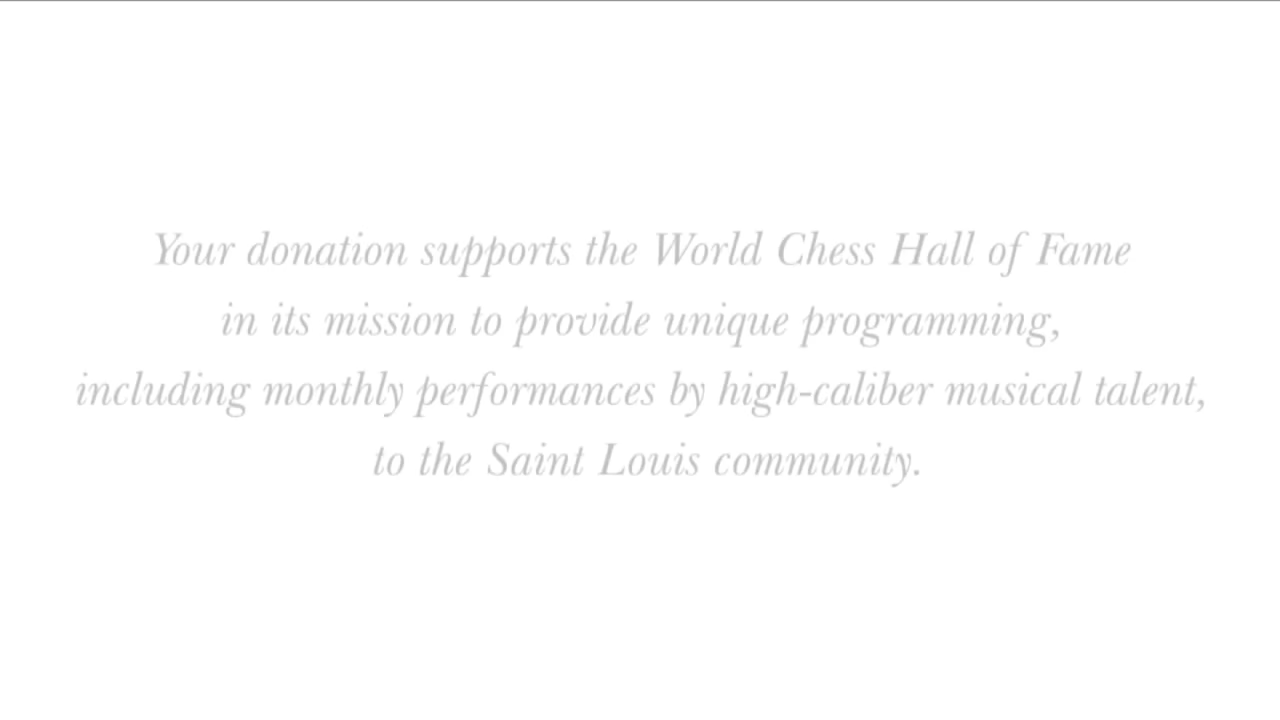 Your donation supports the World Chess Hall of Fame
in its mission to provide unique programming,
including monthly performances by high-caliber musical talent,
to the Saint Louis community.